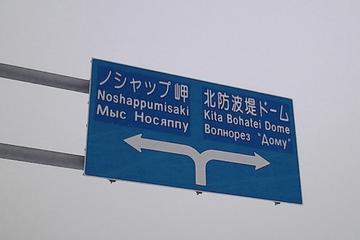 ノシャップ岬
Noshappumisaki
Мыс Носяппу
北防波堤ドーム
Kita Bohatei Dome
Волнорез "Дому"